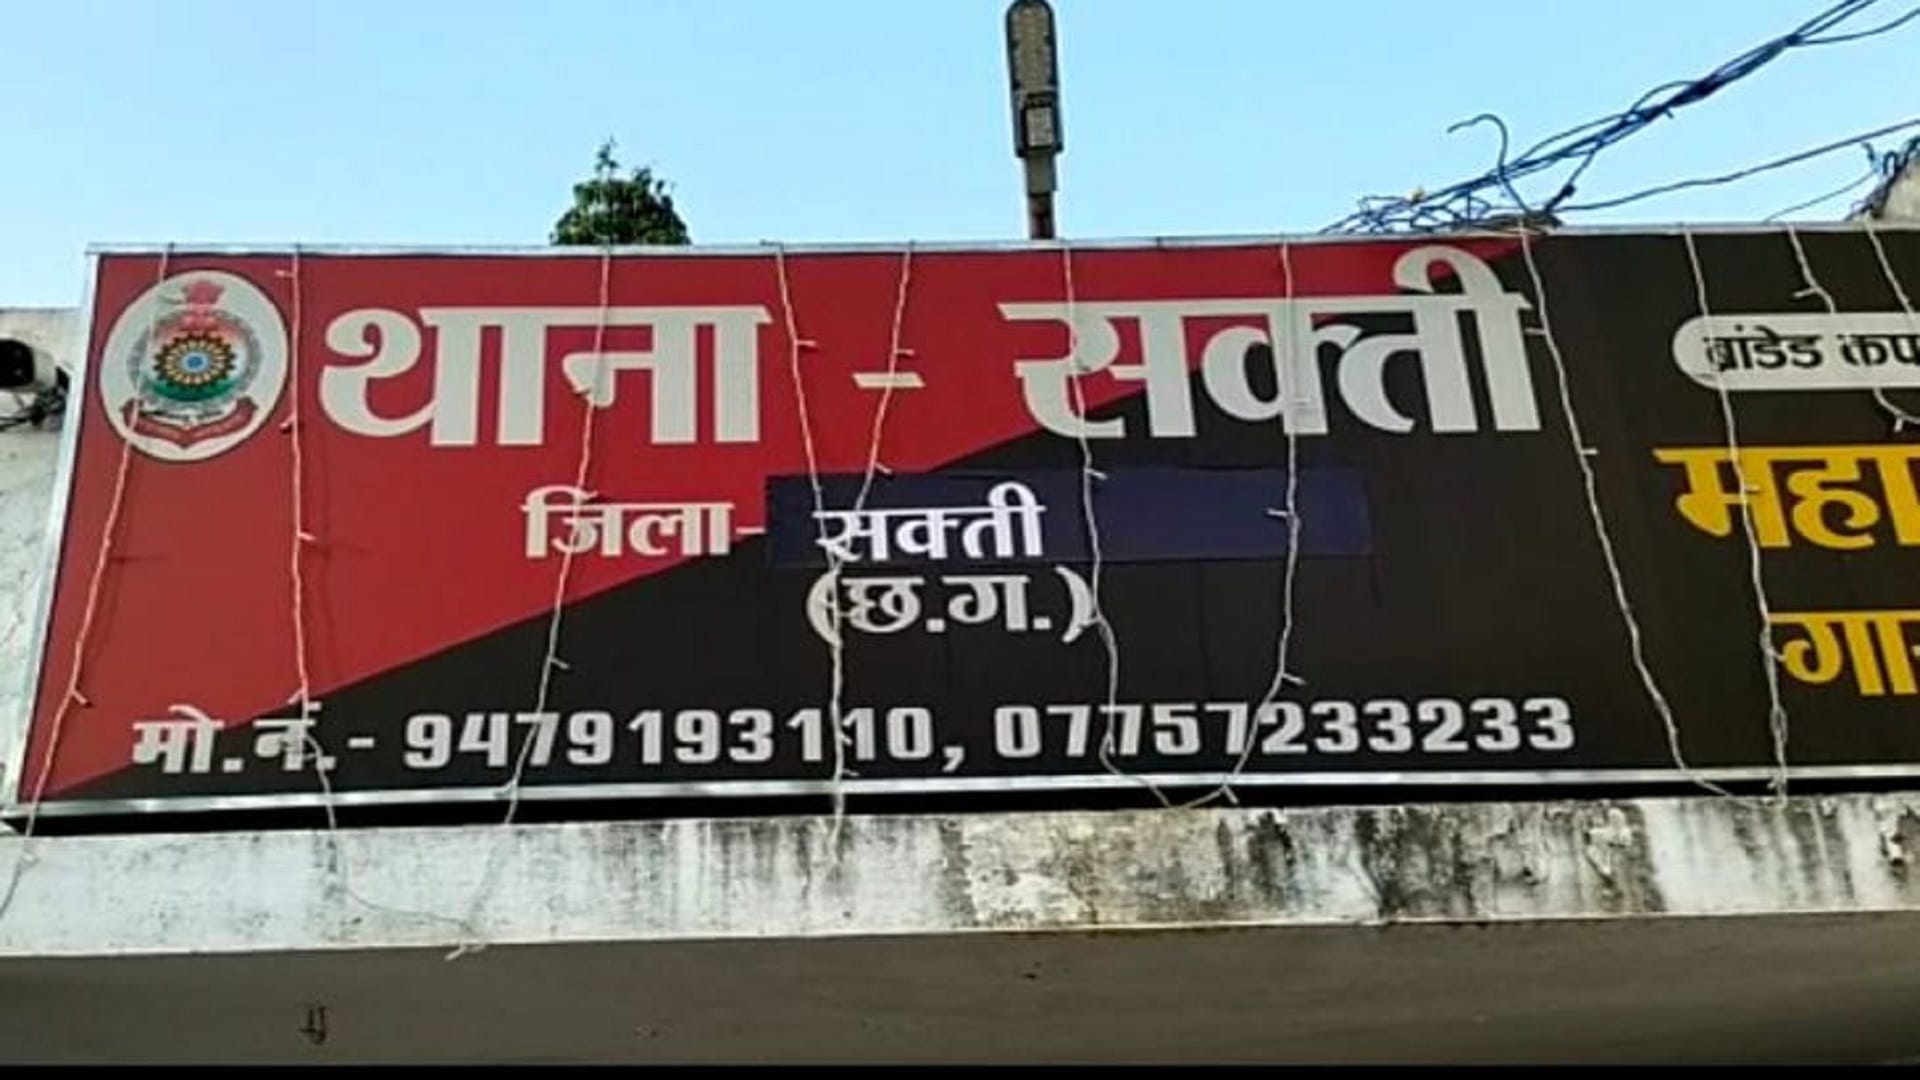 थाना - सक्ती
जिला- सक्ती
(छ.ग.)
मो.नं.- 9479193110, 07757233233
ब्रांडेड